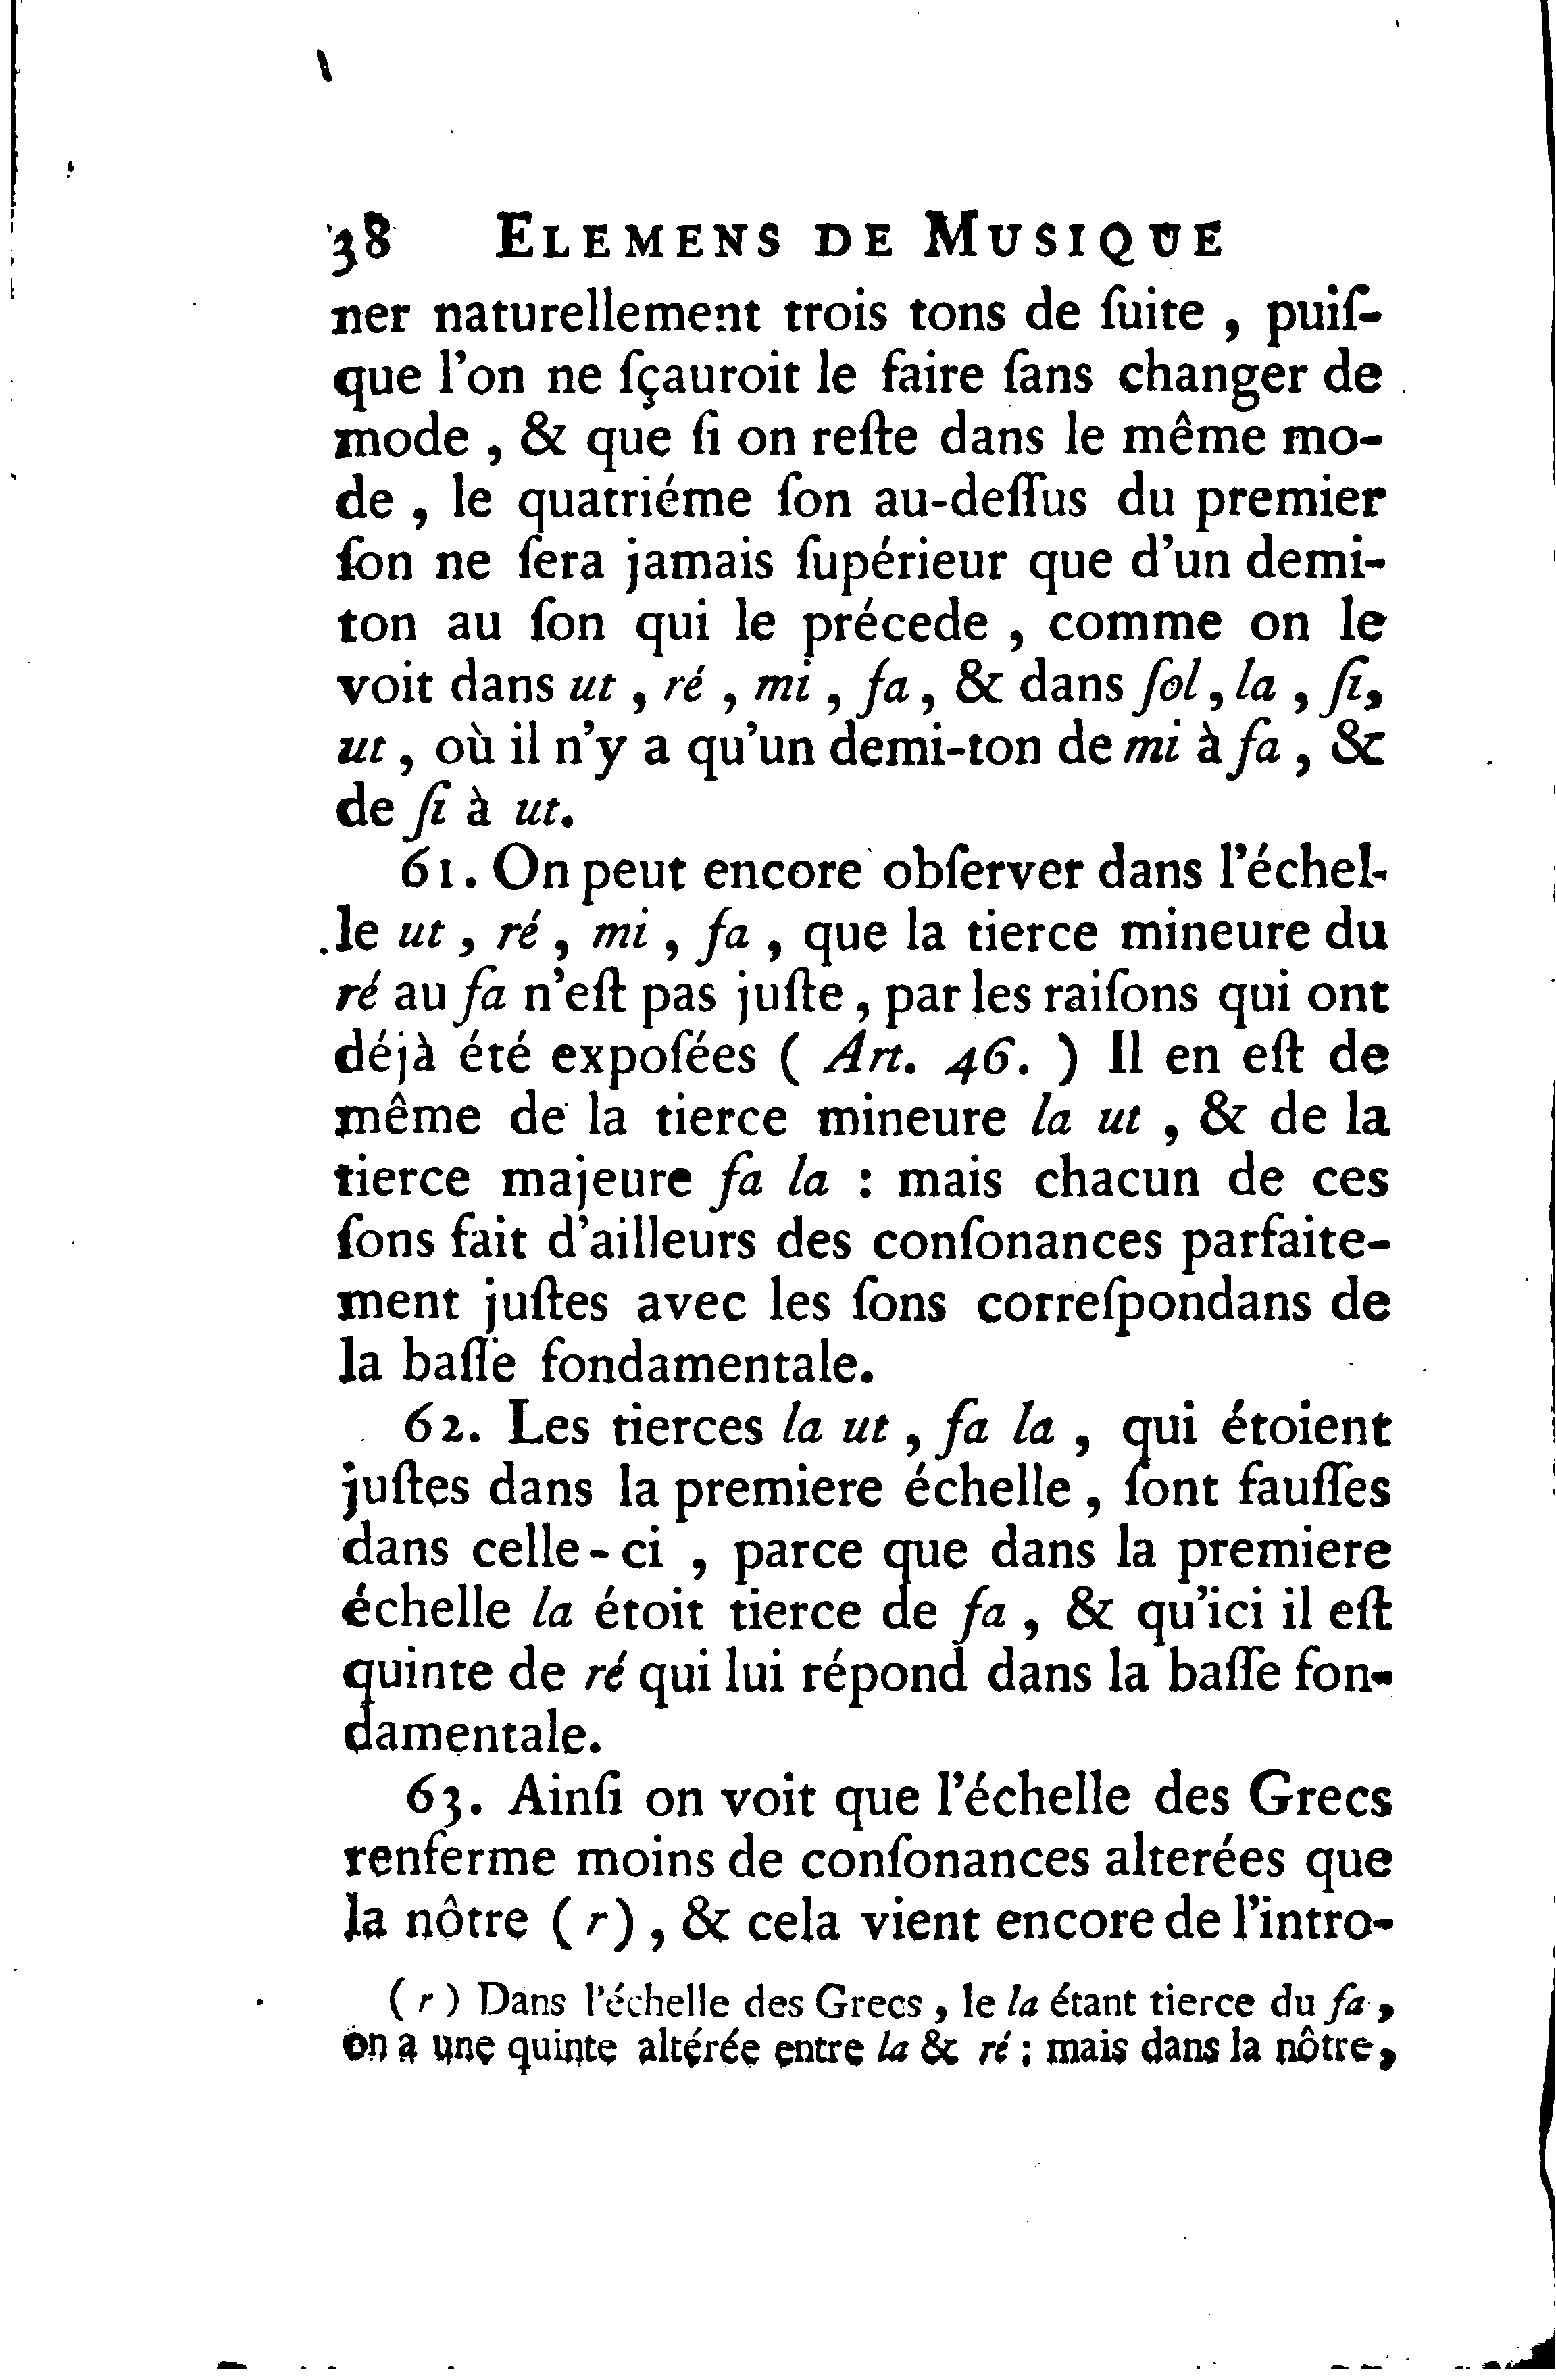 38 ELEMENS DE MUSIQUE
ner naturellement trois tons de ſuite , puiſ-
que l'on ne ſçauroit le faire ſans changer de
mode , & que ſi on reſte dans le même mo-
de , le quatriéme ſon au-deſſus du premier
ſon ne ſera jamais ſupérieur que d'un demi-
ton au ſon qui le précede , comme on le
voit dans ut , ré , mi , fa , & dans ſol , la , ſi,
ut , où il n'y a qu'un demi-ton de mi à fa , &
de ſi à ut.
61. On peut encore obſerver dans l'échel-
le ut , ré , mi , fa , que la tierce mineure du
ré au fa n'eſt pas juſte , par les raiſons qui ont
déjà été expoſées ( Art. 46. ) Il en eſt de
même de la tierce mineure la ut , & de la
tierce majeure fa la : mais chacun de ces
ſons fait d'ailleurs des conſonances parfaite-
ment juſtes avec les ſons correſpondans de
la baſſe fondamentale.
62. Les tierces la ut , fa la , qui étoient
juſtes dans la premiere échelle , ſont fauſſes
dans celle-ci , parce que dans la premiere
échelle la étoit tierce de fa , & qu'ici il eſt
quinte de ré qui lui répond dans la baſſe fon-
damentale.
63. Ainſi on voit que l'échelle des Grecs
renferme moins de conſonances alterées que
la nôtre ( r ) , & cela vient encore de l'intro-
( r ) Dans l'échelle des Grecs , le la étant tierce du fa ,
on a une quinte altérée entre la & ré ; mais dans la nôtre ,